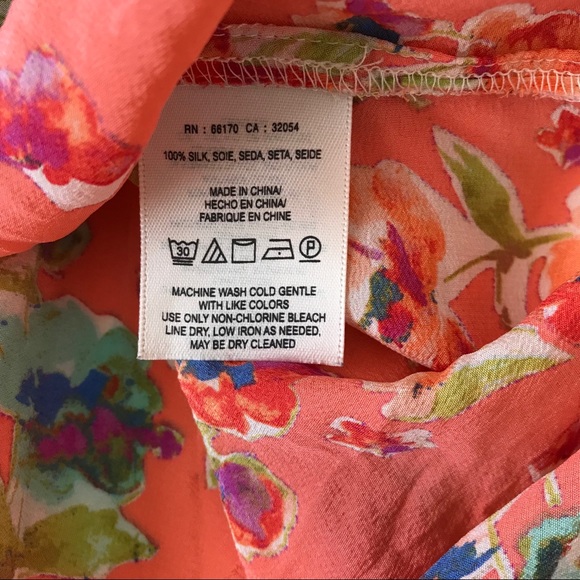 RN : 66170 CA : 32054
100% SILK, SOIE, SEDA, SETA, SEIDE
MADE IN CHINA/
HECHO EN CHINA/
FABRIQUE EN CHINE
30 P
MACHINE WASH COLD GENTLE
WITH LIKE COLORS
USE ONLY NON-CHLORINE BLEACH
LINE DRY, LOW IRON AS NEEDED,
MAY BE DRY CLEANED